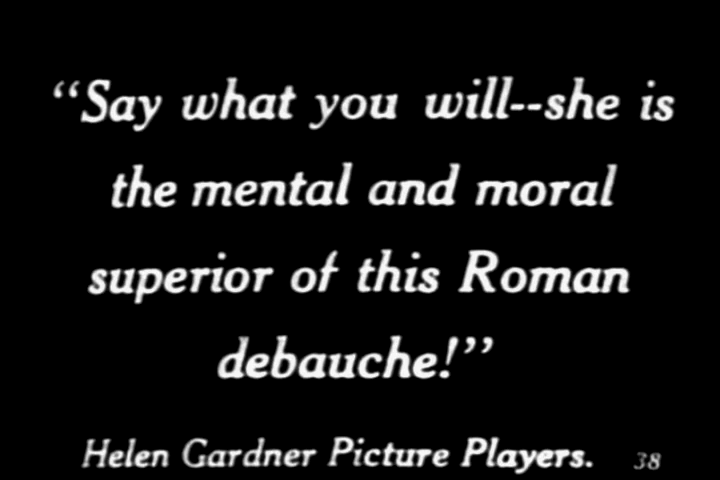 “Say what you will--she is
the mental and moral
superior of this Roman
debauche!”
Helen Gardner Picture Players. 38